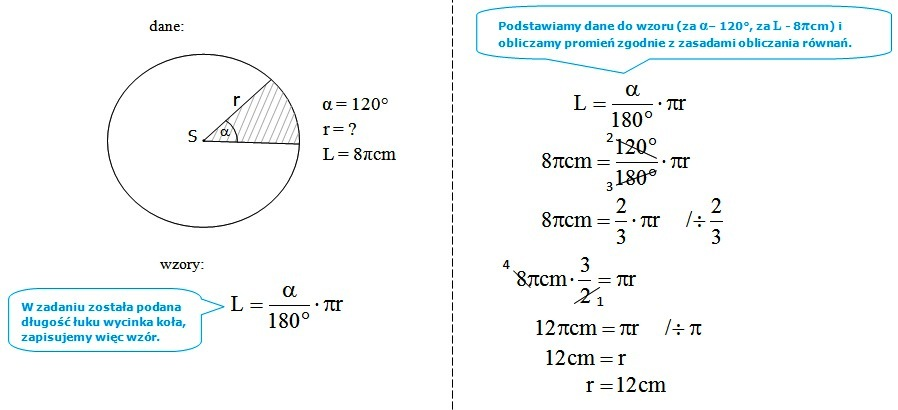 dane:
r
S
α
α = 120°
r = ?
L = 8πcm
wzory:
W zadaniu została podana
długość łuku wycinka koła,
zapisujemy więc wzór.
L = α/180° · πr
Podstawiamy dane do wzoru (za α– 120°, za L - 8πcm) i
obliczamy promień zgodnie z zasadami obliczania równań.
L = α/180° · πr
8πcm = 2 120°/3 180° · πr
8πcm = 2/3 · πr /÷ 2/3
4 8πcm · 3/2 1 = πr
12πcm = πr /÷ π
12cm = r
r = 12cm